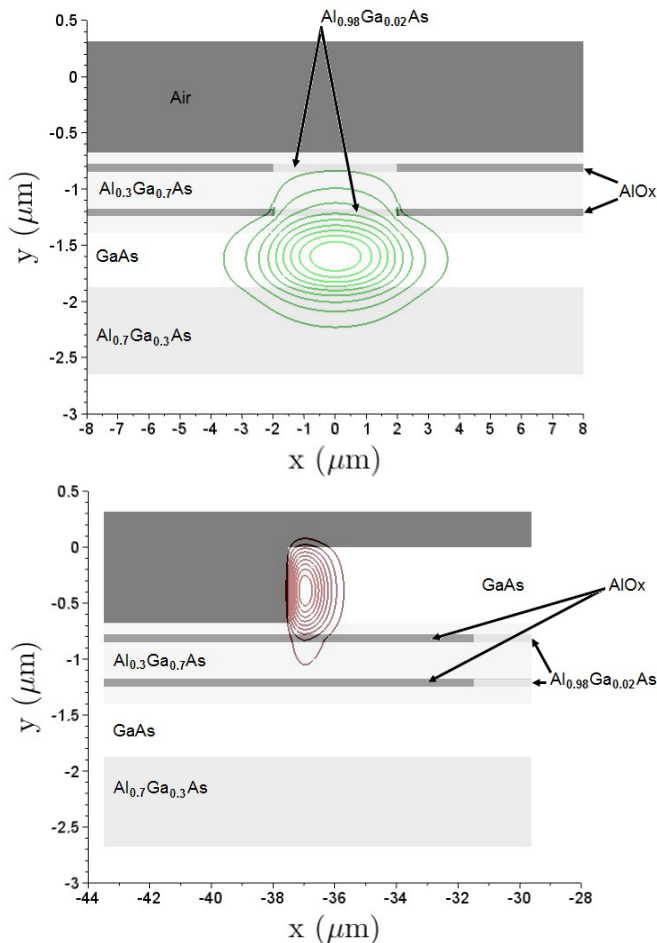 Al0.98Ga0.02As
0.5
0
-0.5
-1
-1.5
-2
-2.5
-3
Air
Al0.3Ga0.7As
AlOx
GaAs
Al0.7Ga0.3As
y (μm)
-8 -7 -6 -5 -4 -3 -2 -1 0 1 2 3 4 5 6 7 8
x (μm)
0.5
0
-0.5
-1
-1.5
-2
-2.5
-3
GaAs
AlOx
Al0.3Ga0.7As
Al0.98Ga0.02As
GaAs
Al0.7Ga0.3As
y (μm)
-44 -42 -40 -38 -36 -34 -32 -30 -28
x (μm)